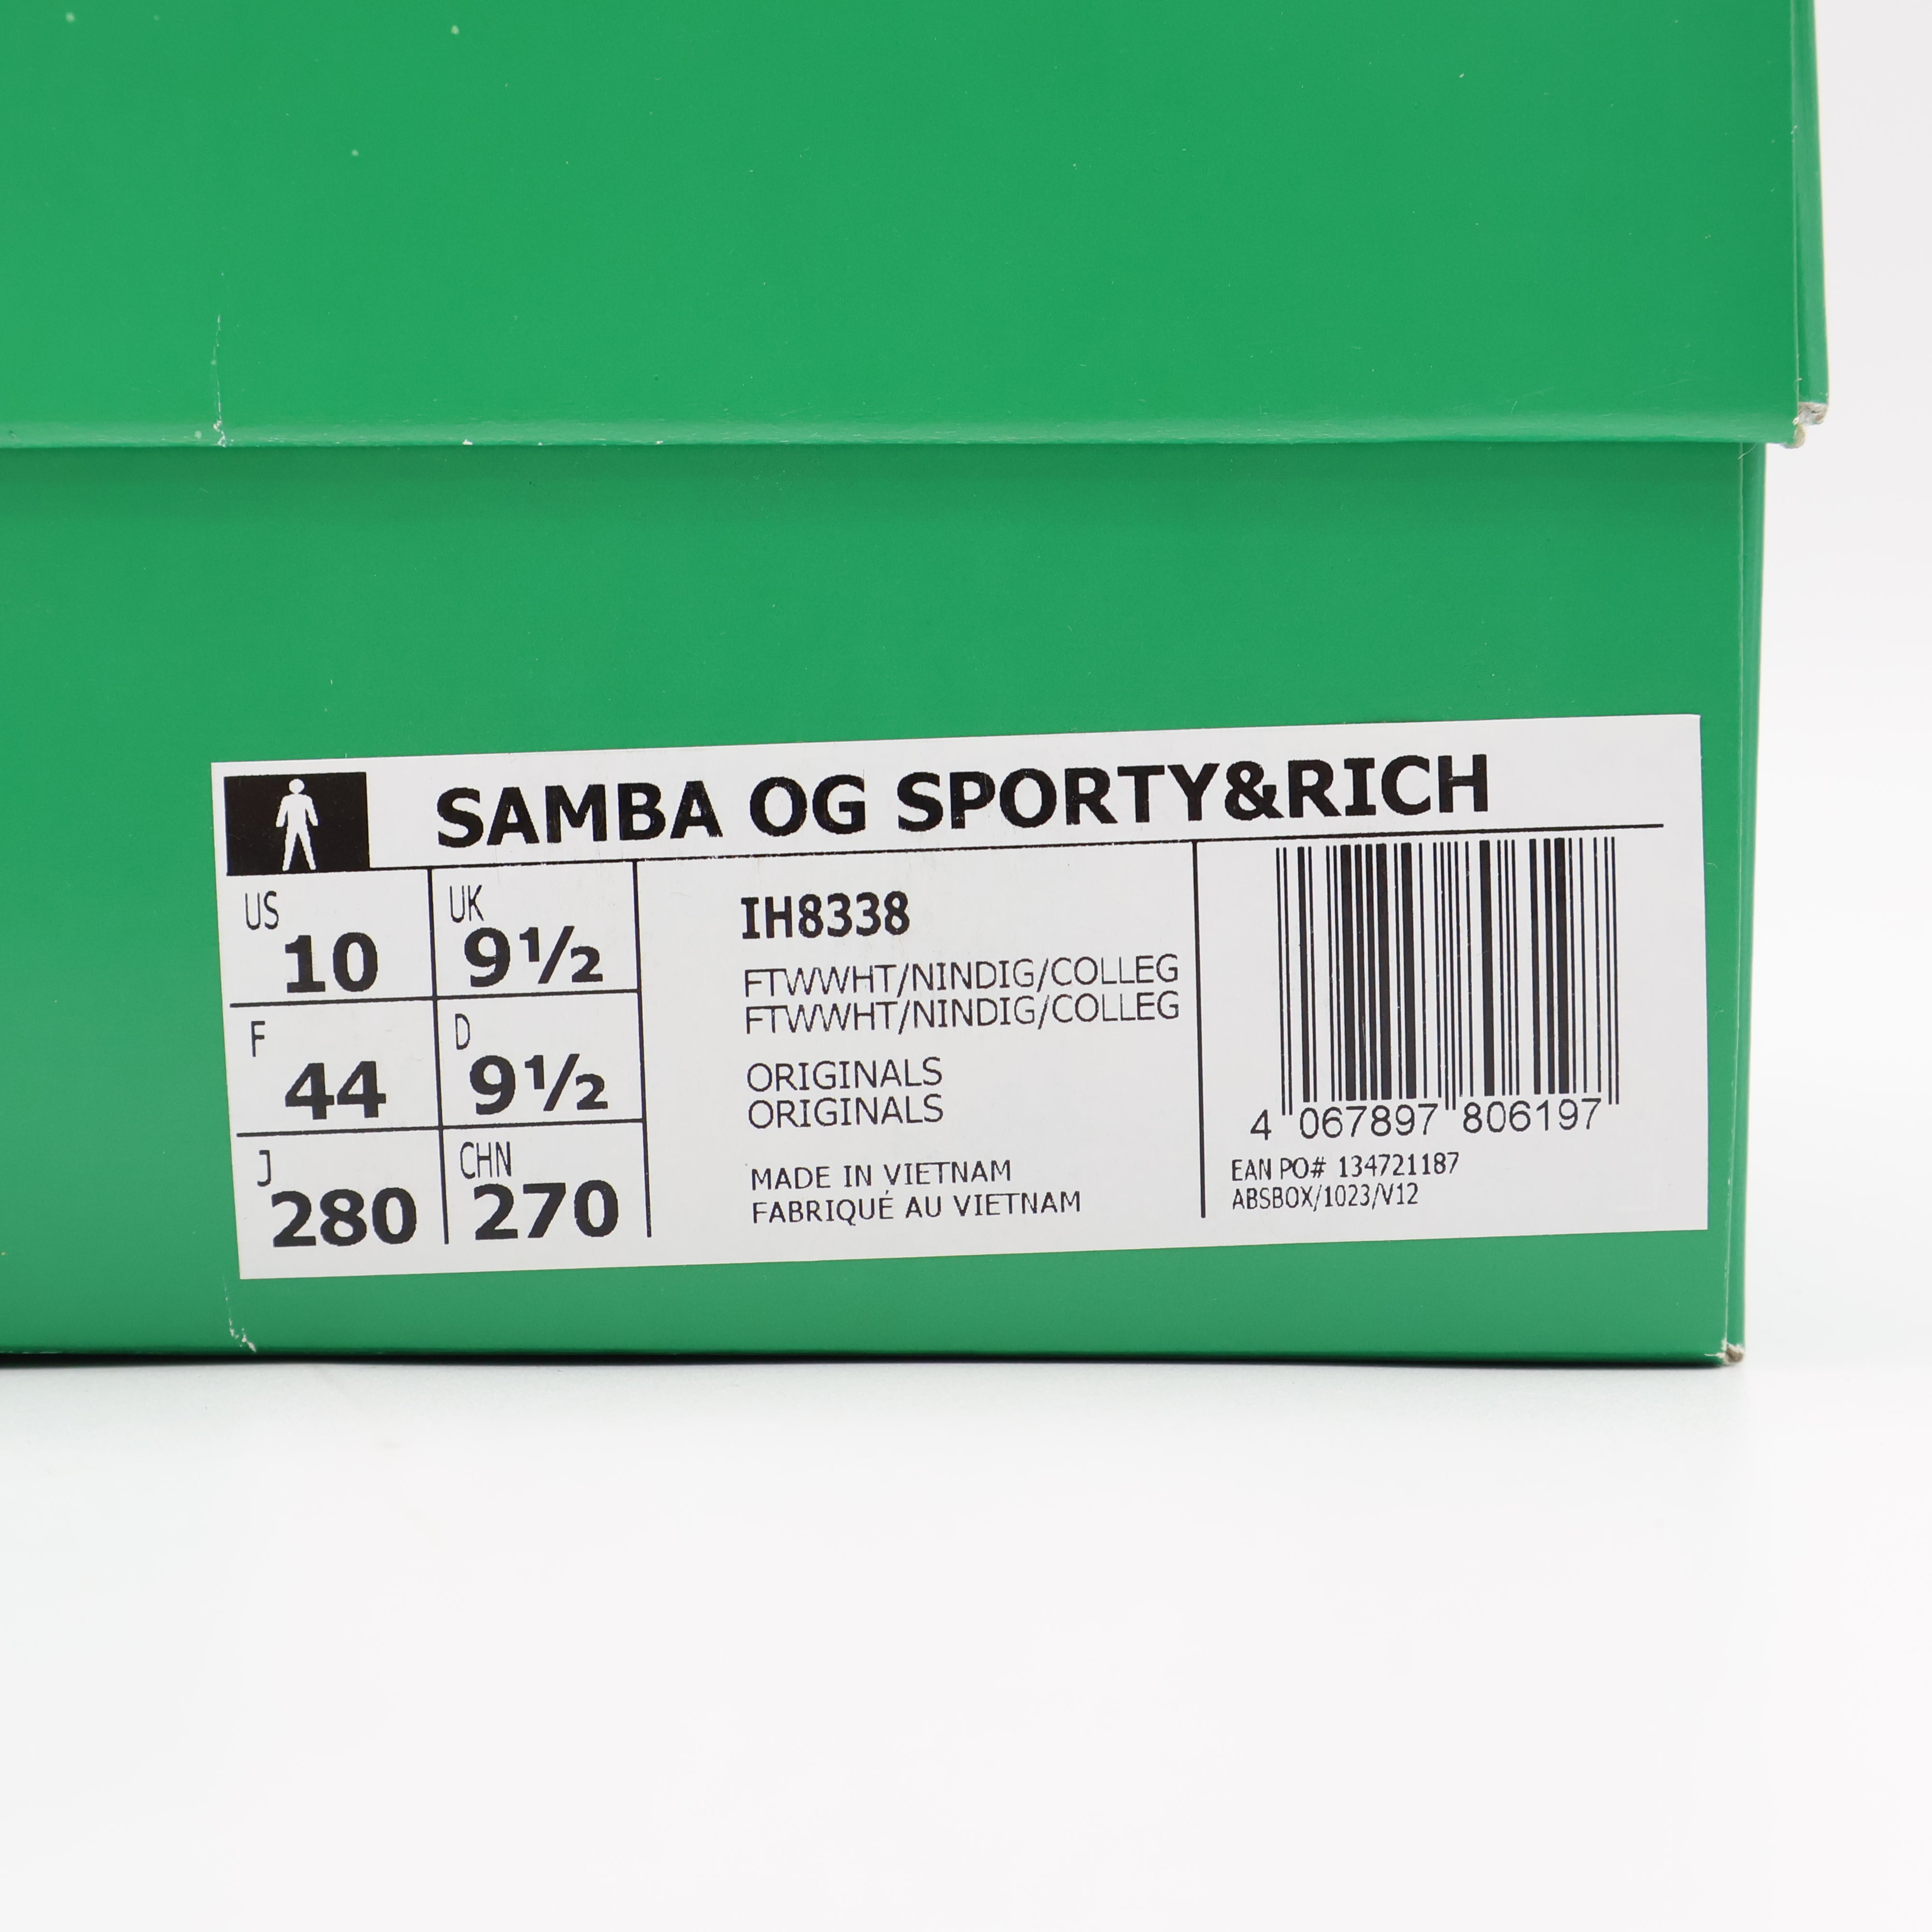 SAMBA OG SPORTY&RICH
US
10
UK
9½
F
44
D
9½
J
280
CHN
270
IH8338
FTWWHT/NINDIG/COLLEG
FTWWHT/NINDIG/COLLEG
ORIGINALS
ORIGINALS
MADE IN VIETNAM
FABRIQUÉ AU VIETNAM
4 067897 806197
EAN PO# 134721187
ABSBOX/1023/V12